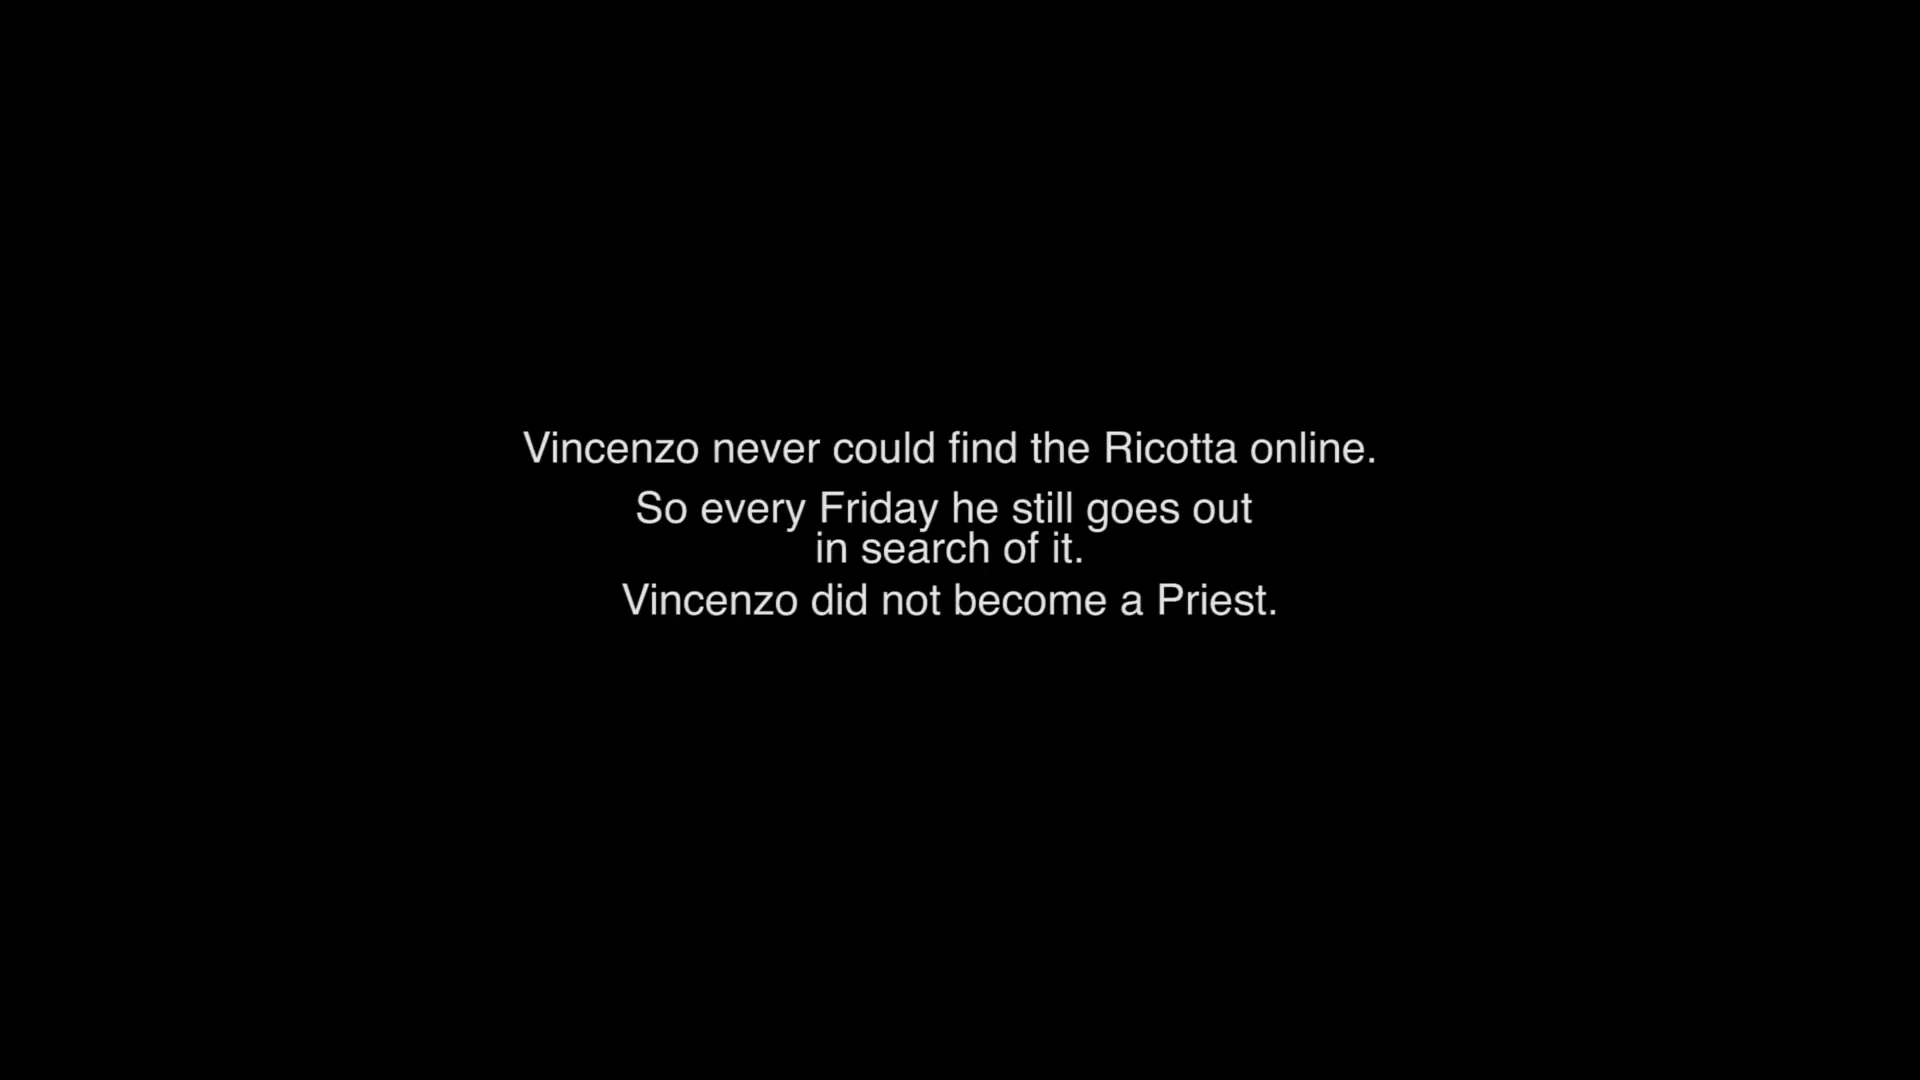 Vincenzo never could find the Ricotta online.
So every Friday he still goes out
in search of it.
Vincenzo did not become a Priest.